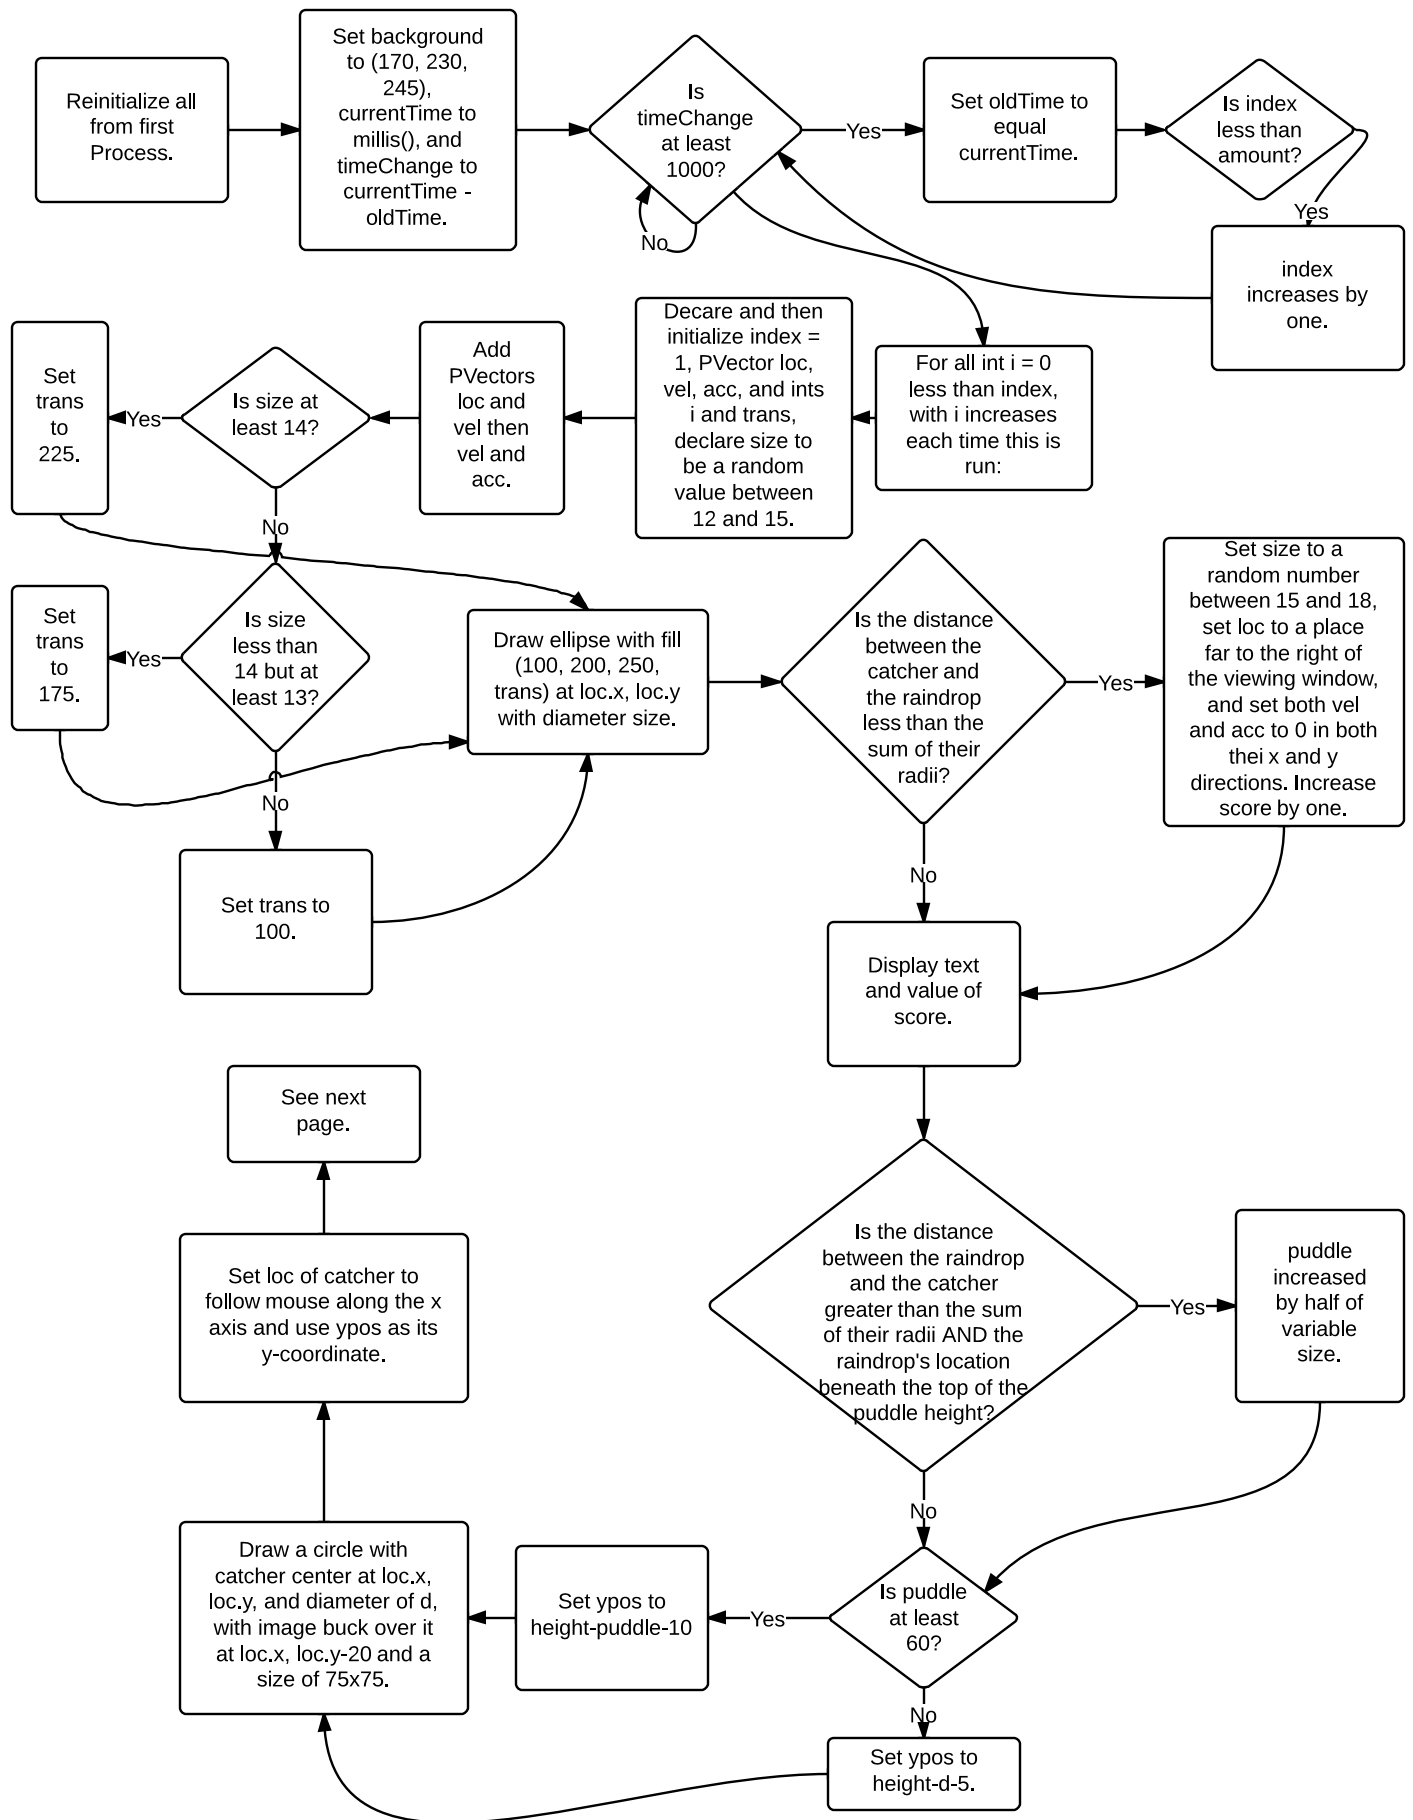 Reinitialize all
from first
Process.
Set background
to (170, 230,
245),
currentTime to
millis(), and
timeChange to
currentTime -
oldTime.
Is
timeChange
at least
1000?
No
Yes
Set oldTime to
equal
currentTime.
Is index
less than
amount?
Yes
index
increases by
one.
For all int i = 0
less than index,
with i increases
each time this is
run:
Decare and then
initialize index =
1, PVector loc,
vel, acc, and ints
i and trans,
declare size to
be a random
value between
12 and 15.
Add
PVectors
loc and
vel then
vel and
acc.
Is size at
least 14?
Yes
Set
trans
to
225.
No
Is size
less than
14 but at
least 13?
Yes
Set
trans
to
175.
No
Set trans to
100.
Draw ellipse with fill
(100, 200, 250,
trans) at loc.x, loc.y
with diameter size.
Is the distance
between the
catcher and
the raindrop
less than the
sum of their
radii?
Yes
Set size to a
random number
between 15 and 18,
set loc to a place
far to the right of
the viewing window,
and set both vel
and acc to 0 in both
thei x and y
directions. Increase
score by one.
No
Display text
and value of
score.
Is the distance
between the raindrop
and the catcher
greater than the sum
of their radii AND the
raindrop's location
beneath the top of the
puddle height?
Yes
puddle
increased
by half of
variable
size.
No
Is puddle
at least
60?
Yes
Set ypos to
height-puddle-10
No
Set ypos to
height-d-5.
Draw a circle with
catcher center at loc.x,
loc.y, and diameter of d,
with image buck over it
at loc.x, loc.y-20 and a
size of 75x75.
Set loc of catcher to
follow mouse along the x
axis and use ypos as its
y-coordinate.
See next
page.